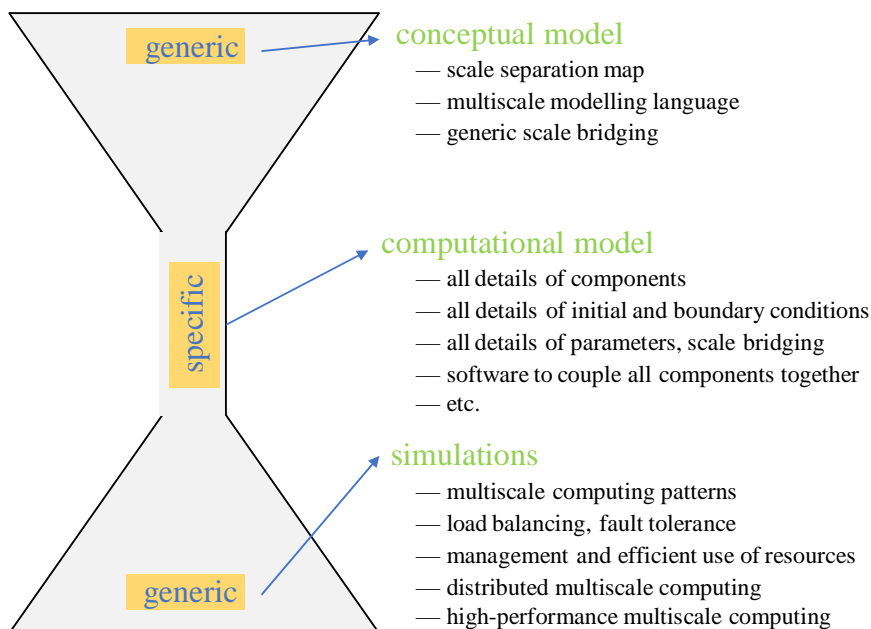 generic
conceptual model
— scale separation map
— multiscale modelling language
— generic scale bridging
specific
computational model
— all details of components
— all details of initial and boundary conditions
— all details of parameters, scale bridging
— software to couple all components together
— etc.
simulations
— multiscale computing patterns
— load balancing, fault tolerance
— management and efficient use of resources
generic
— distributed multiscale computing
— high-performance multiscale computing